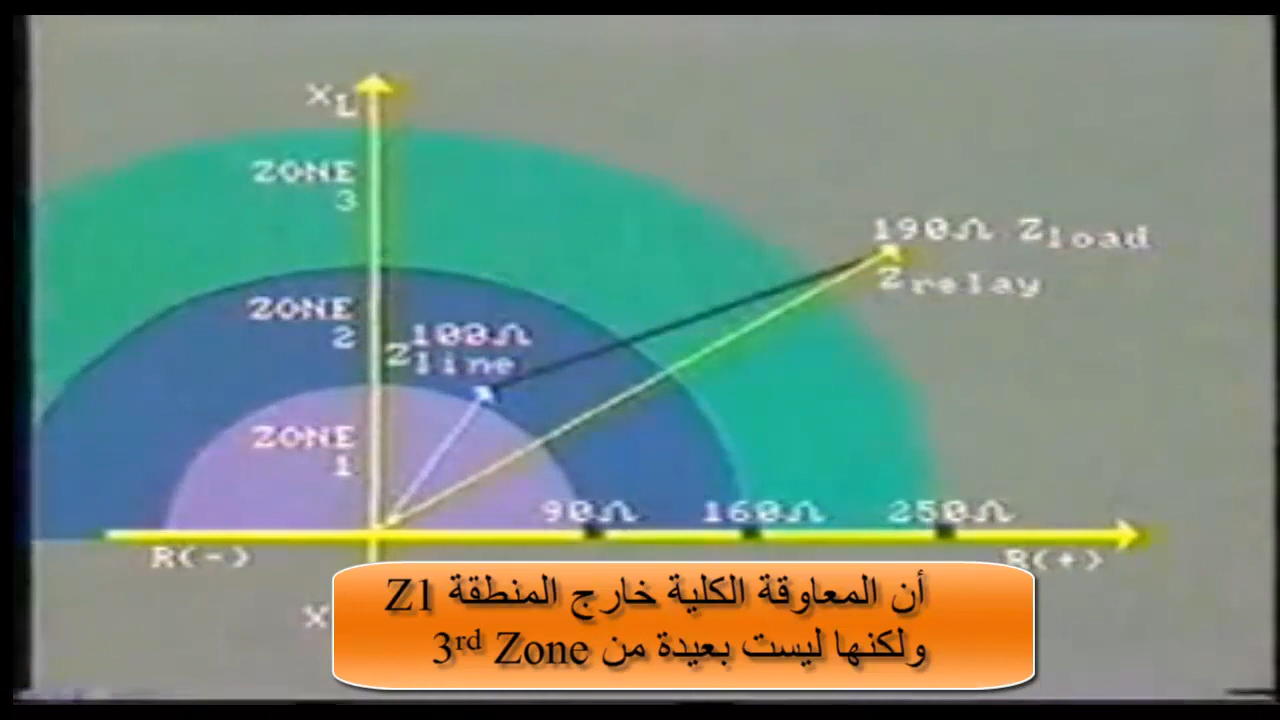 XL
ZONE
3
190Ω Zload
Zrelay
ZONE
2
100Ω
Zline
ZONE
1
90Ω 160Ω 250Ω
R(-) R(+)
X
أن المعاوقة الكلية خارج المنطقة Z1
ولكنها ليست بعيدة من 3rd Zone